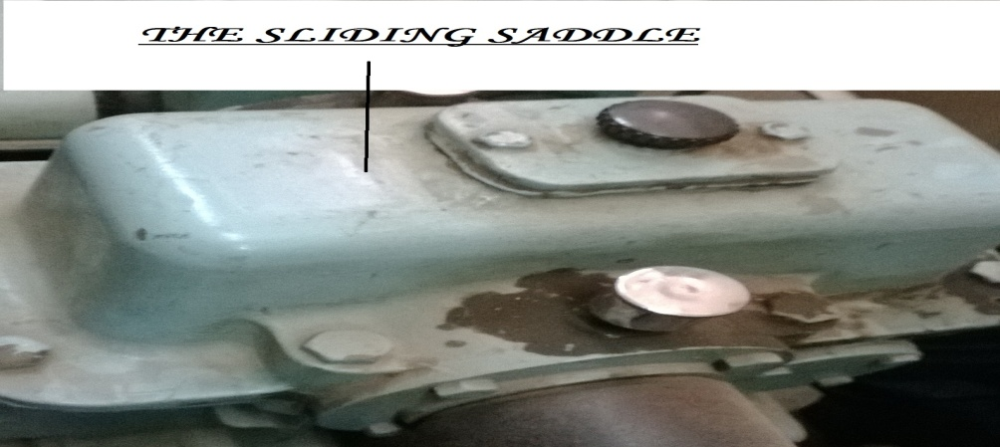 THE SLIDING SADDLE